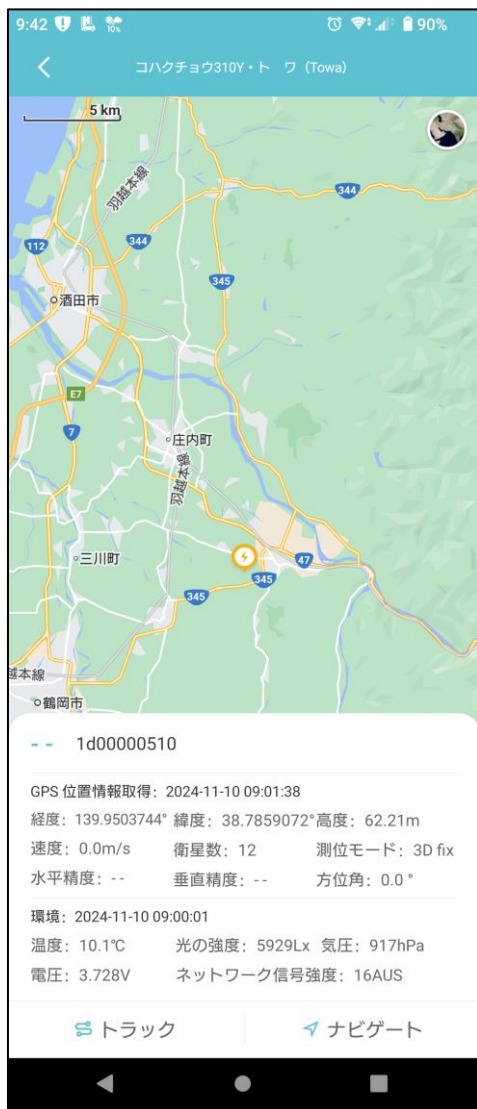 9:42 10% 90%
コハクチョウ310Y・ト　ワ（Towa）
5 km
羽越本線
344
112
344
345
酒田市
E7
7
庄内町
羽越本線
三川町
47
345
345
越本線
鶴岡市
-- 1d00000510
GPS 位置情報取得：2024-11-10 09:01:38
経度：139.9503744° 緯度：38.7859072° 高度：62.21m
速度：0.0m/s 衛星数：12 測位モード：3D fix
水平精度：-- 垂直精度：-- 方位角：0.0 °
環境：2024-11-10 09:00:01
温度：10.1℃ 光の強度：5929Lx 気圧：917hPa
電圧：3.728V ネットワーク信号強度：16AUS
トラック ナビゲート